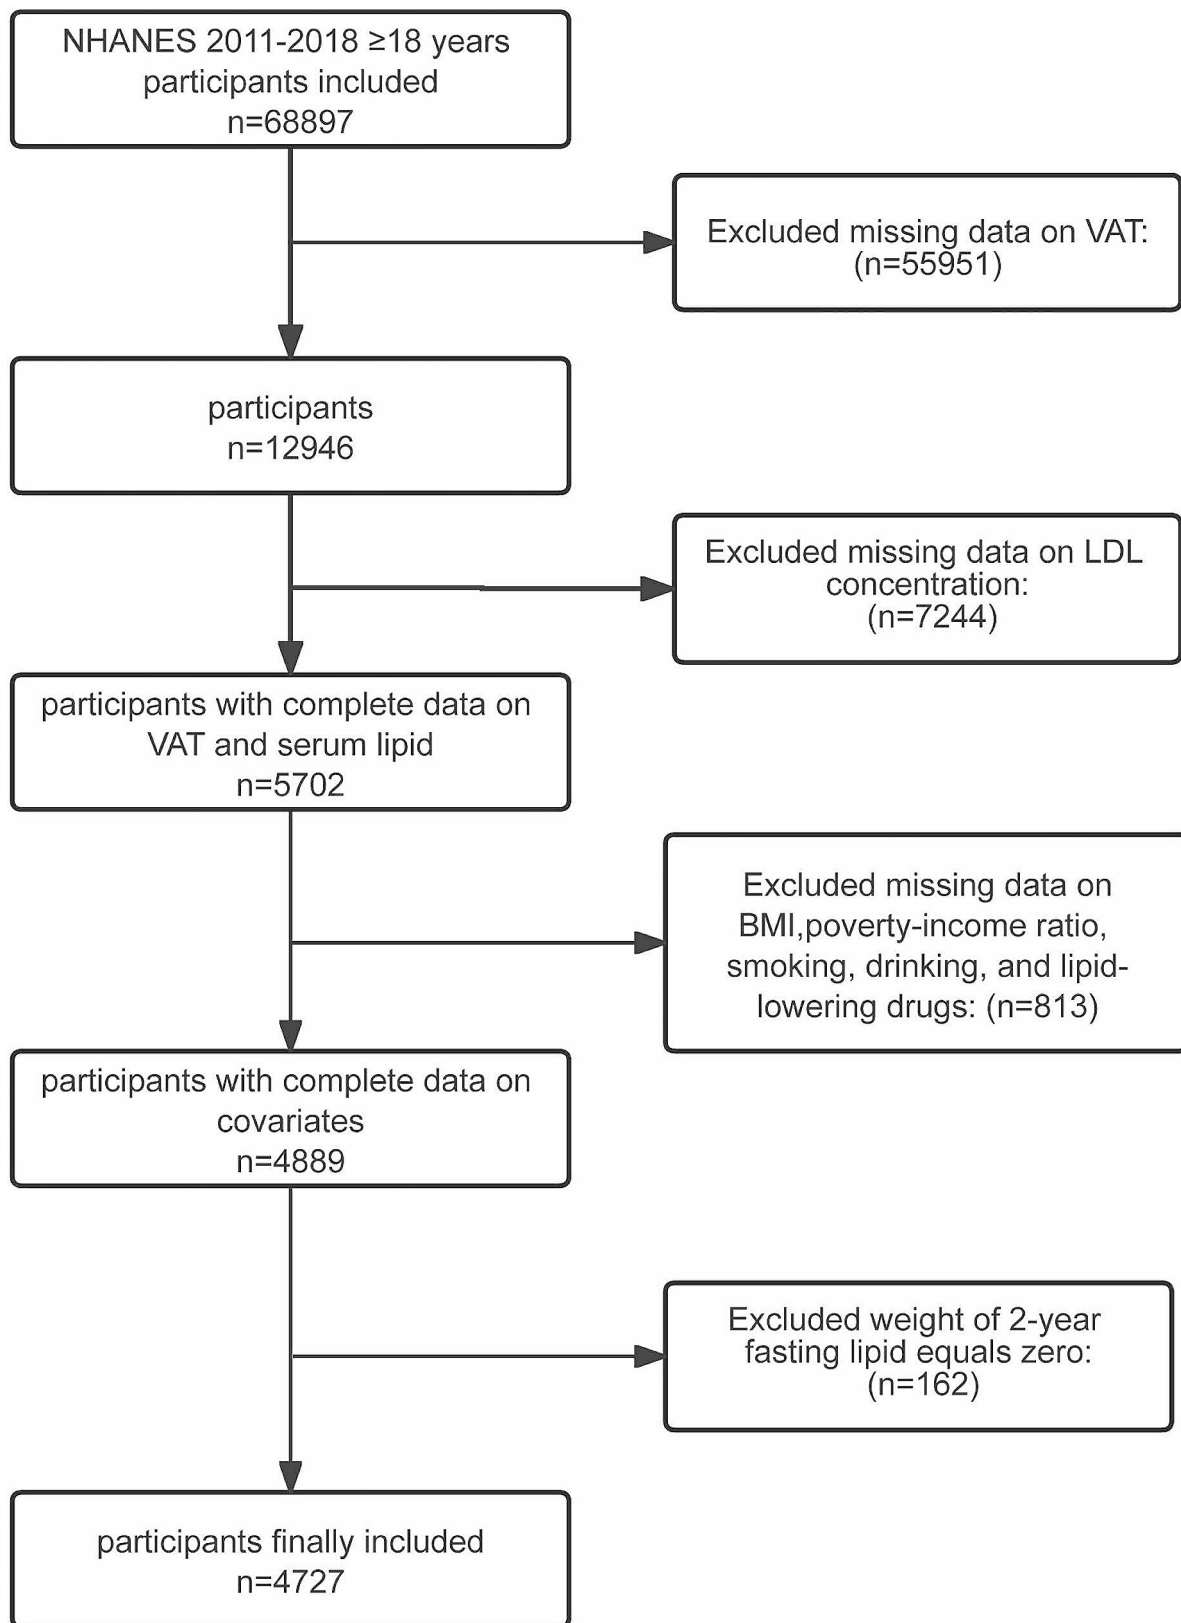 NHANES 2011-2018 ≥18 years
participants included
n=68897
Excluded missing data on VAT:
(n=55951)
participants
n=12946
Excluded missing data on LDL
concentration:
(n=7244)
participants with complete data on
VAT and serum lipid
n=5702
Excluded missing data on
BMI,poverty-income ratio,
smoking, drinking, and lipid-
lowering drugs: (n=813)
participants with complete data on
covariates
n=4889
Excluded weight of 2-year
fasting lipid equals zero:
(n=162)
participants finally included
n=4727